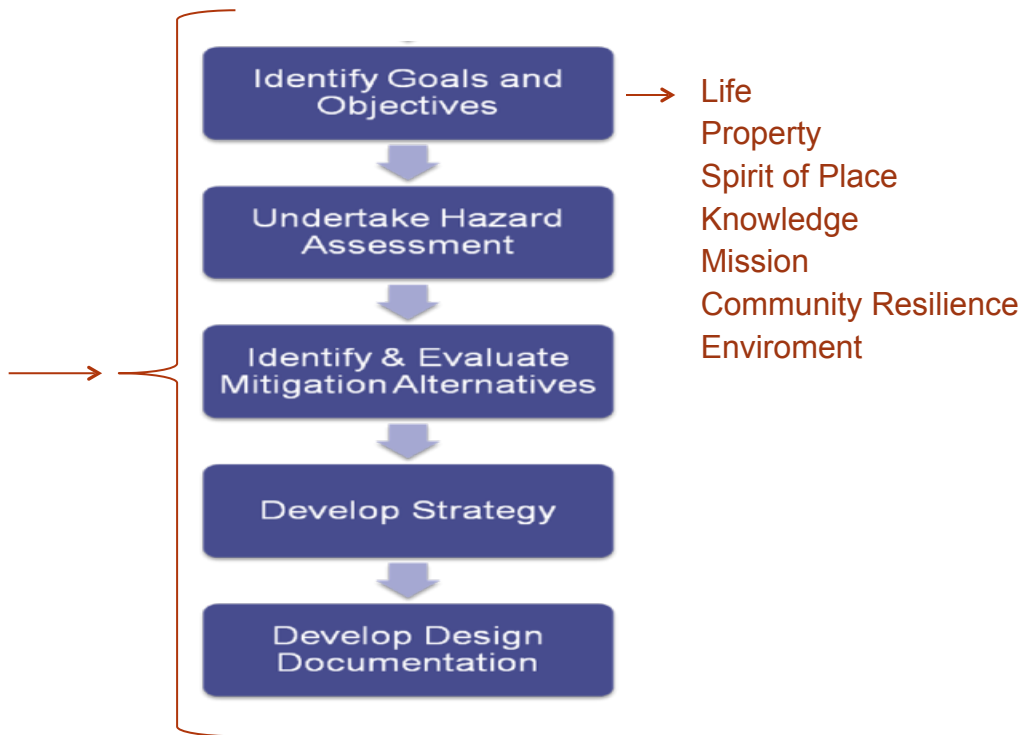 Identify Goals and
Objectives
Life
Property
Spirit of Place
Knowledge
Mission
Community Resilience
Enviroment
Undertake Hazard
Assessment
Identify & Evaluate
Mitigation Alternatives
Develop Strategy
Develop Design
Documentation